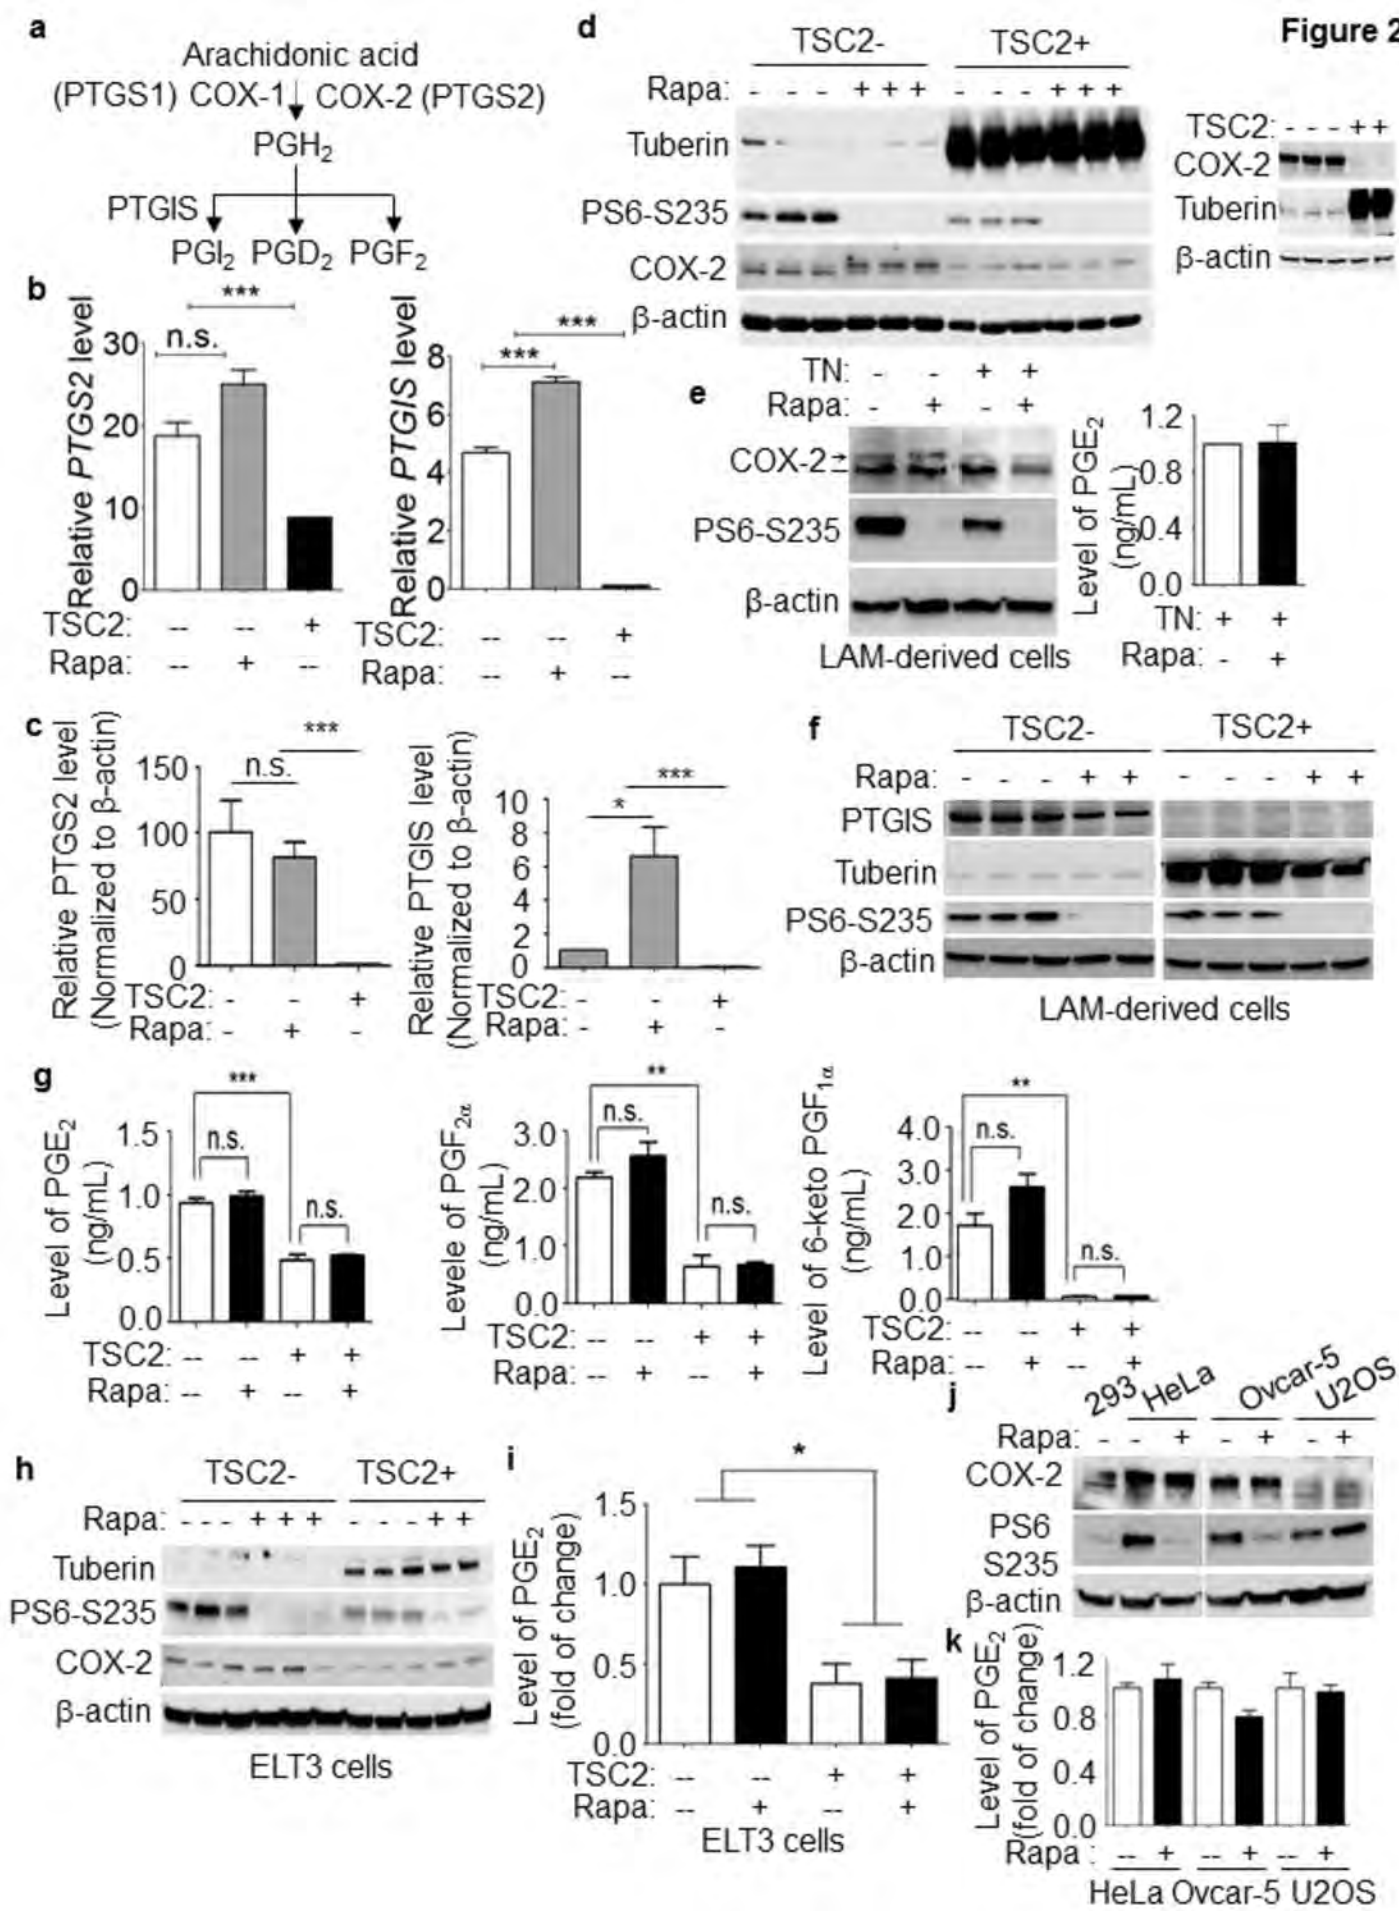 Figure 2
a
Arachidonic acid
(PTGS1) COX-1 COX-2 (PTGS2)
PGH2
PTGIS
PGI2 PGD2 PGF2
b
Relative PTGS2 level
30
20
10
0
n.s.
***
TSC2: -- -- +
Rapa: -- + --
Relative PTGIS level
8
6
4
2
0
***
***
TSC2: -- -- +
Rapa: -- + --
c
Relative PTGS2 level
(Normalized to β-actin)
150
100
50
0
n.s.
***
TSC2: - - +
Rapa: - + -
Relative PTGIS level
(Normalized to β-actin)
10
8
6
4
2
0
*
***
TSC2: - - +
Rapa: - + -
d
TSC2- TSC2+
Rapa: - - - + + + - - - + + +
Tuberin
PS6-S235
COX-2
β-actin
TSC2: - - - + +
COX-2
Tuberin
β-actin
e
TN: - - + +
Rapa: - + - +
COX-2
PS6-S235
β-actin
LAM-derived cells
Level of PGE2
(ng/mL)
1.2
0.8
0.4
0.0
TN: + +
Rapa: - +
f
TSC2- TSC2+
Rapa: - - - + + - - - + +
PTGIS
Tuberin
PS6-S235
β-actin
LAM-derived cells
g
Level of PGE2
(ng/mL)
1.5
1.0
0.5
0.0
***
n.s.
n.s.
TSC2: -- -- + +
Rapa: -- + -- +
Levele of PGF2α
(ng/mL)
3.0
2.0
1.0
0.0
**
n.s.
n.s.
TSC2: -- -- + +
Rapa: -- + -- +
Level of 6-keto PGF1α
(ng/mL)
4.0
3.0
2.0
1.0
0.0
**
n.s.
n.s.
TSC2: -- -- + +
Rapa: -- + -- +
h
TSC2- TSC2+
Rapa: - - - + + + - - - + +
Tuberin
PS6-S235
COX-2
β-actin
ELT3 cells
i
Level of PGE2
(fold of change)
1.5
1.0
0.5
0.0
*
TSC2: -- -- + +
Rapa: -- + -- +
ELT3 cells
j
293 HeLa Ovcar-5 U2OS
Rapa: - - + - + - +
COX-2
PS6
S235
β-actin
k
Level of PGE2
(fold of change)
1.2
0.8
0.4
0.0
Rapa : -- + -- + -- +
HeLa Ovcar-5 U2OS